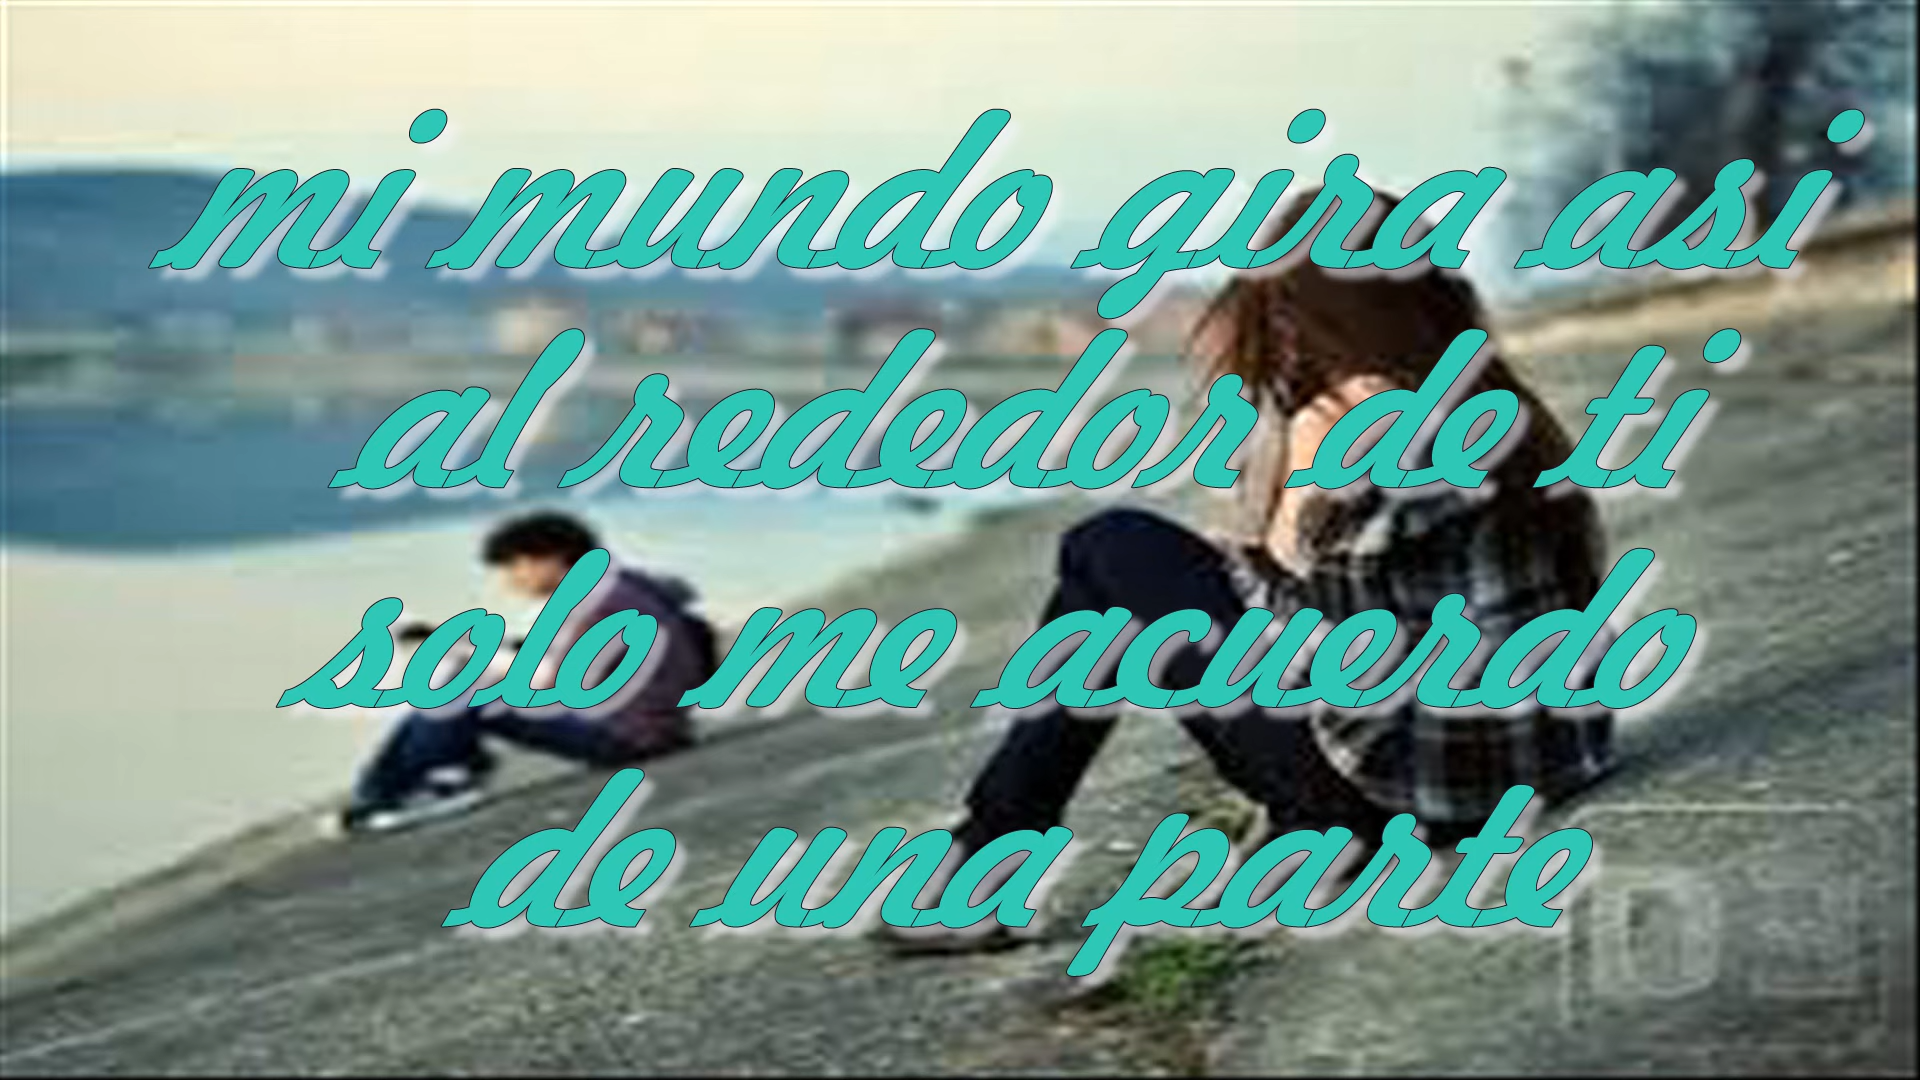 mi mundo gira asi
al rededor de ti
solo me acuerdo
de una parte